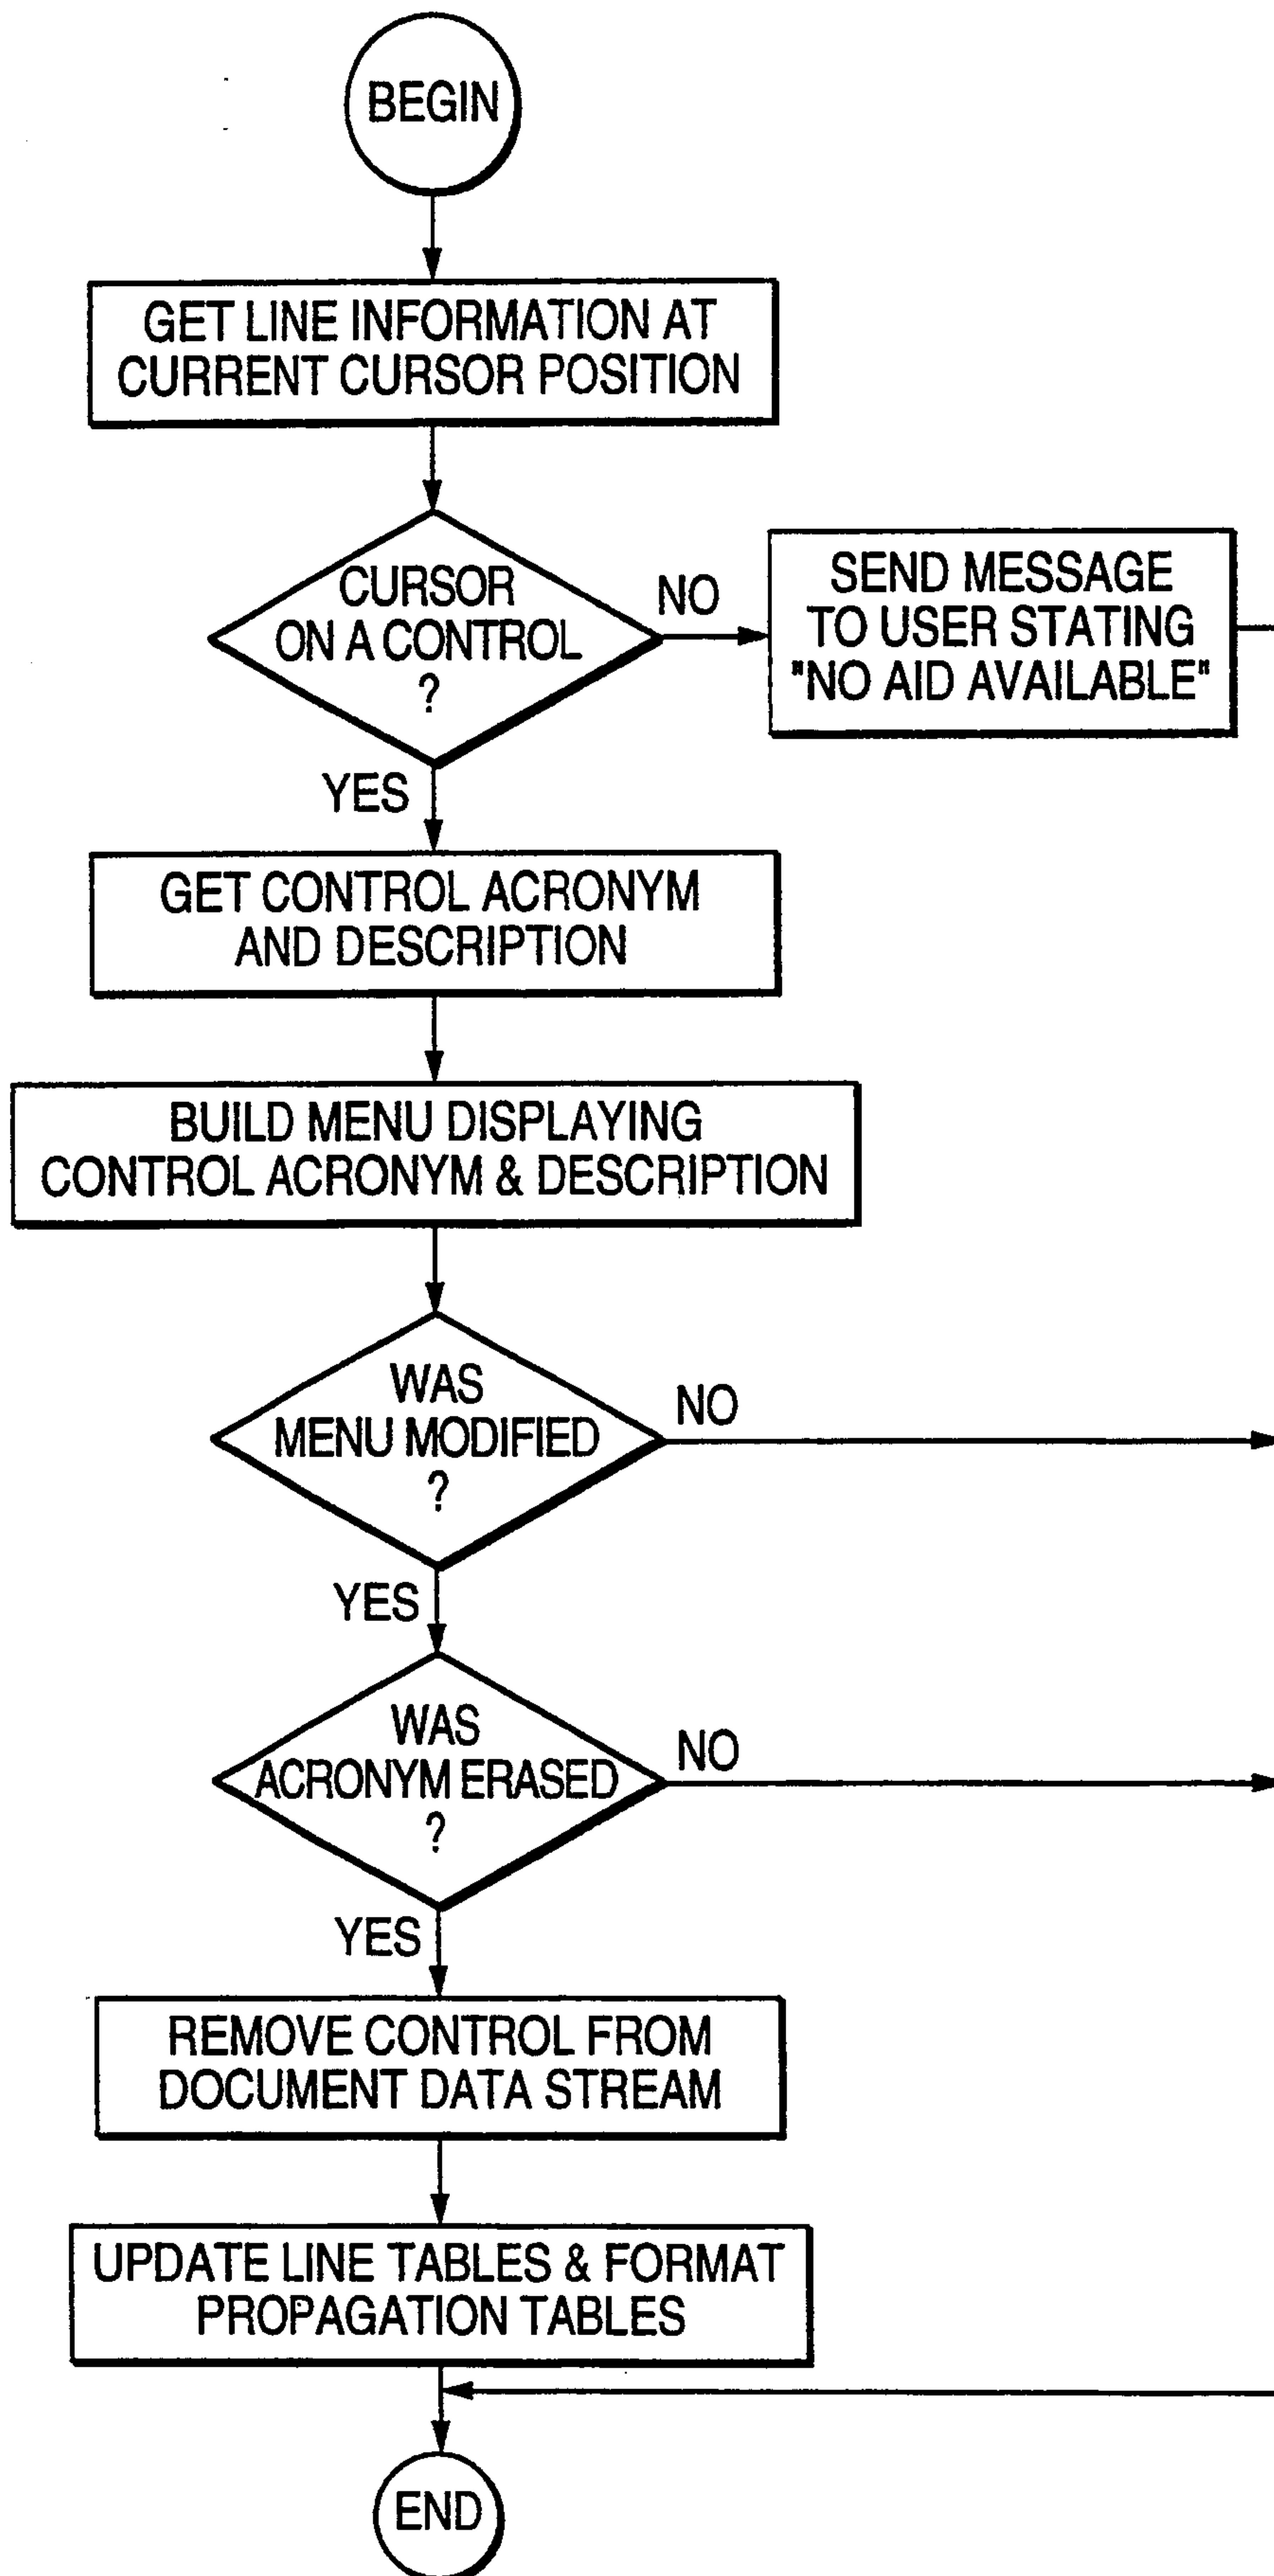 BEGIN
GET LINE INFORMATION AT
CURRENT CURSOR POSITION
CURSOR
ON A CONTROL
?
NO
SEND MESSAGE
TO USER STATING
"NO AID AVAILABLE"
YES
GET CONTROL ACRONYM
AND DESCRIPTION
BUILD MENU DISPLAYING
CONTROL ACRONYM & DESCRIPTION
WAS
MENU MODIFIED
?
NO
YES
WAS
ACRONYM ERASED
?
NO
YES
REMOVE CONTROL FROM
DOCUMENT DATA STREAM
UPDATE LINE TABLES & FORMAT
PROPAGATION TABLES
END